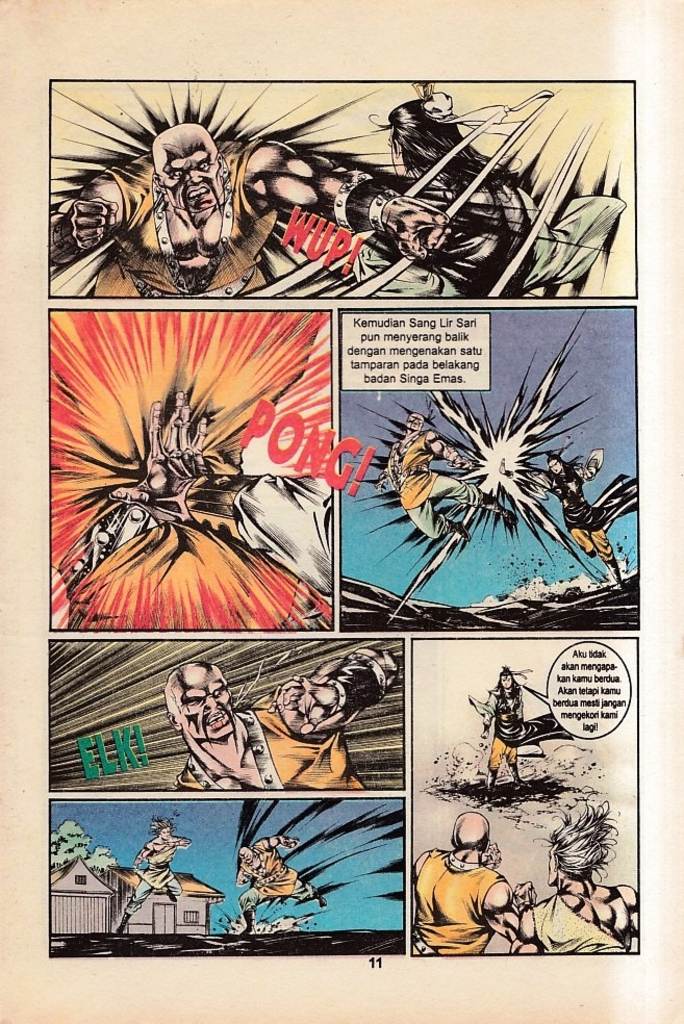 WUP!
PONG!
Kemudian Sang Lir Sari
pun menyerang balik
dengan mengenakan satu
tamparan pada belakang
badan Singa Emas.
ELK!
Aku tidak
akan mengapa-
kan kamu berdua.
Akan tetapi kamu
berdua mesti jangan
mengekori kami
lagi!
11